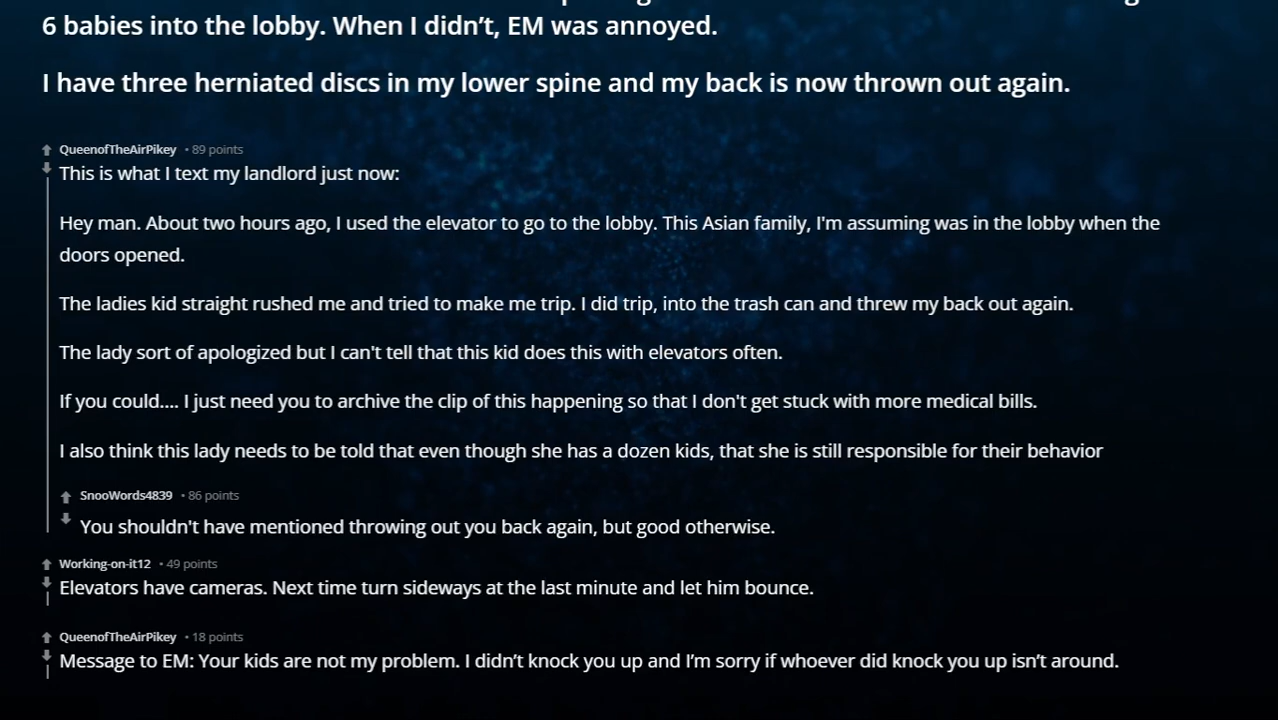 6 babies into the lobby. When I didn’t, EM was annoyed.
I have three herniated discs in my lower spine and my back is now thrown out again.
QueenofTheAirPikey • 89 points
This is what I text my landlord just now:
Hey man. About two hours ago, I used the elevator to go to the lobby. This Asian family, I'm assuming was in the lobby when the
doors opened.
The ladies kid straight rushed me and tried to make me trip. I did trip, into the trash can and threw my back out again.
The lady sort of apologized but I can't tell that this kid does this with elevators often.
If you could.... I just need you to archive the clip of this happening so that I don't get stuck with more medical bills.
I also think this lady needs to be told that even though she has a dozen kids, that she is still responsible for their behavior
SnooWords4839 • 86 points
You shouldn't have mentioned throwing out you back again, but good otherwise.
Working-on-it12 • 49 points
Elevators have cameras. Next time turn sideways at the last minute and let him bounce.
QueenofTheAirPikey • 18 points
Message to EM: Your kids are not my problem. I didn’t knock you up and I’m sorry if whoever did knock you up isn’t around.